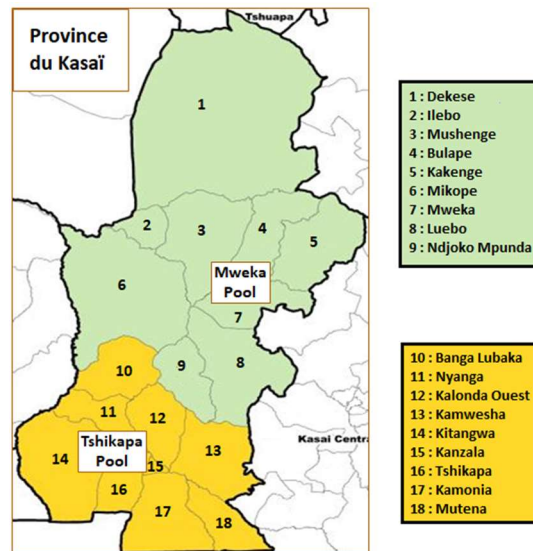 Province
du Kasaï
Tshuapa
1
2
3
4
5
6
Mweka
Pool
7
8
9
10
11
12
13
Kasai Centra
14
Tshikapa
Pool
15
16
17
18
1 : Dekese
2 : Ilebo
3 : Mushenge
4 : Bulape
5 : Kakenge
6 : Mikope
7 : Mweka
8 : Luebo
9 : Ndjoko Mpunda
10 : Banga Lubaka
11 : Nyanga
12 : Kalonda Ouest
13 : Kamwesha
14 : Kitangwa
15 : Kanzala
16 : Tshikapa
17 : Kamonia
18 : Mutena